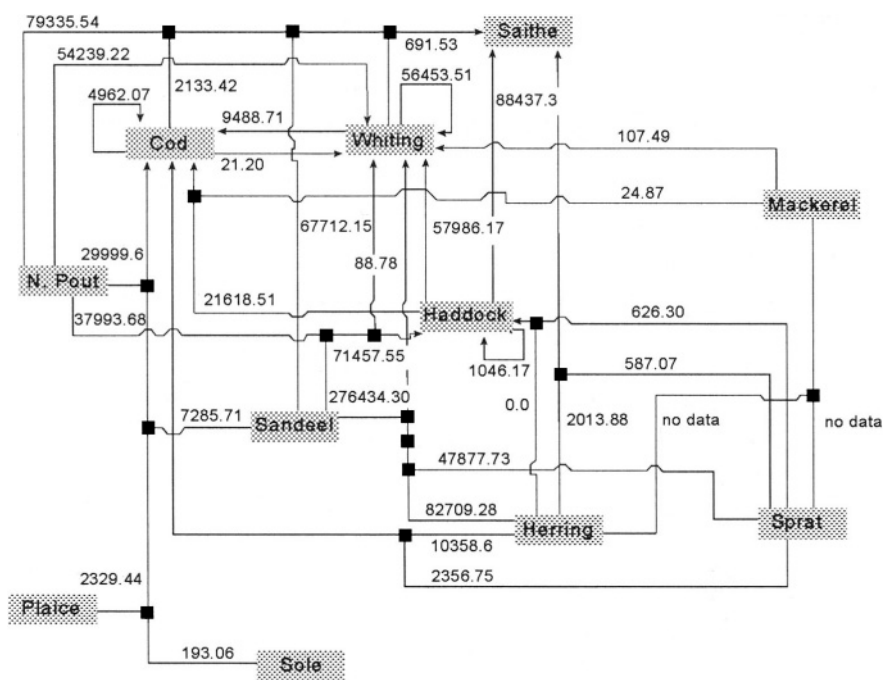 79335.54
Saithe
691.53
54239.22
56453.51
2133.42
4962.07
88437.3
9488.71
Cod
Whiting
107.49
21.20
24.87
Mackerel
67712.15
57986.17
29999.6
88.78
N. Pout
21618.51
Haddock
626.30
37993.68
71457.55
1046.17
587.07
276434.30
0.0
7285.71
Sandeel
2013.88
no data
no data
47877.73
82709.28
Herring
Sprat
10358.6
2356.75
2329.44
Plaice
193.06
Sole